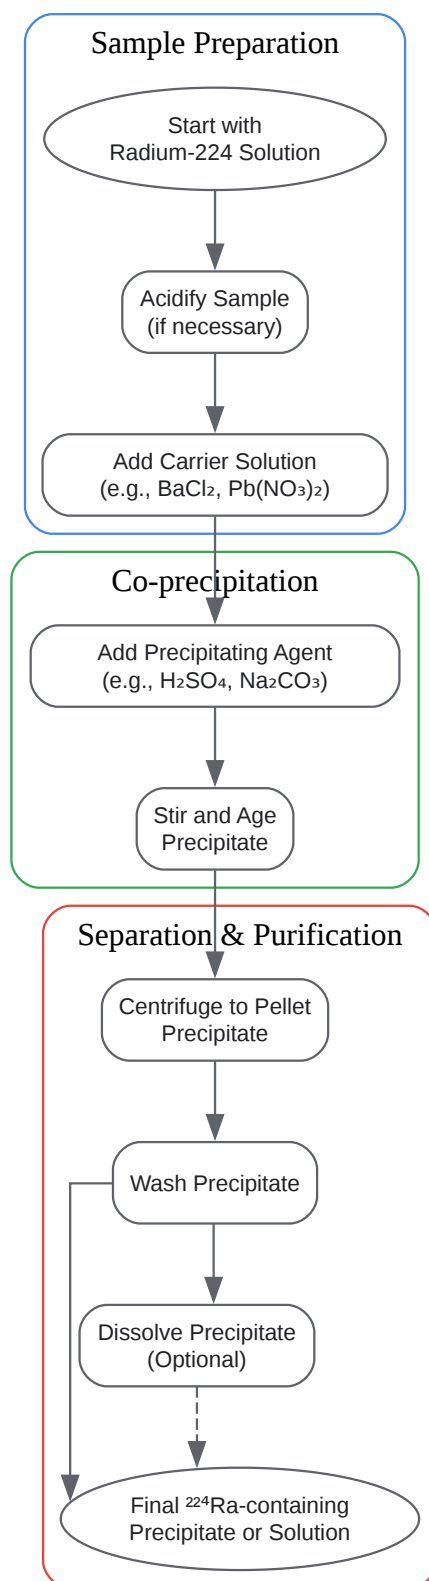 Sample Preparation
Start with
Radium-224 Solution
Acidify Sample
(if necessary)
Add Carrier Solution
(e.g., BaCl₂, Pb(NO₃)₂)
Co-precipitation
Add Precipitating Agent
(e.g., H₂SO₄, Na₂CO₃)
Stir and Age
Precipitate
Separation & Purification
Centrifuge to Pellet
Precipitate
Wash Precipitate
Dissolve Precipitate
(Optional)
Final ²²⁴Ra-containing
Precipitate or Solution